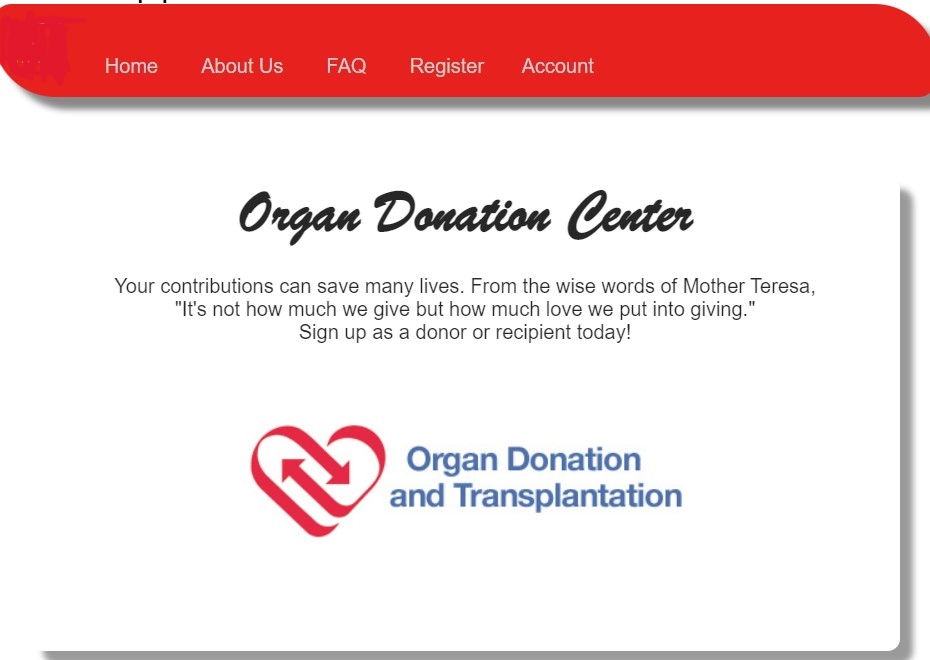 Home About Us FAQ Register Account
Organ Donation Center
Your contributions can save many lives. From the wise words of Mother Teresa,
"It's not how much we give but how much love we put into giving."
Sign up as a donor or recipient today!
Organ Donation
and Transplantation